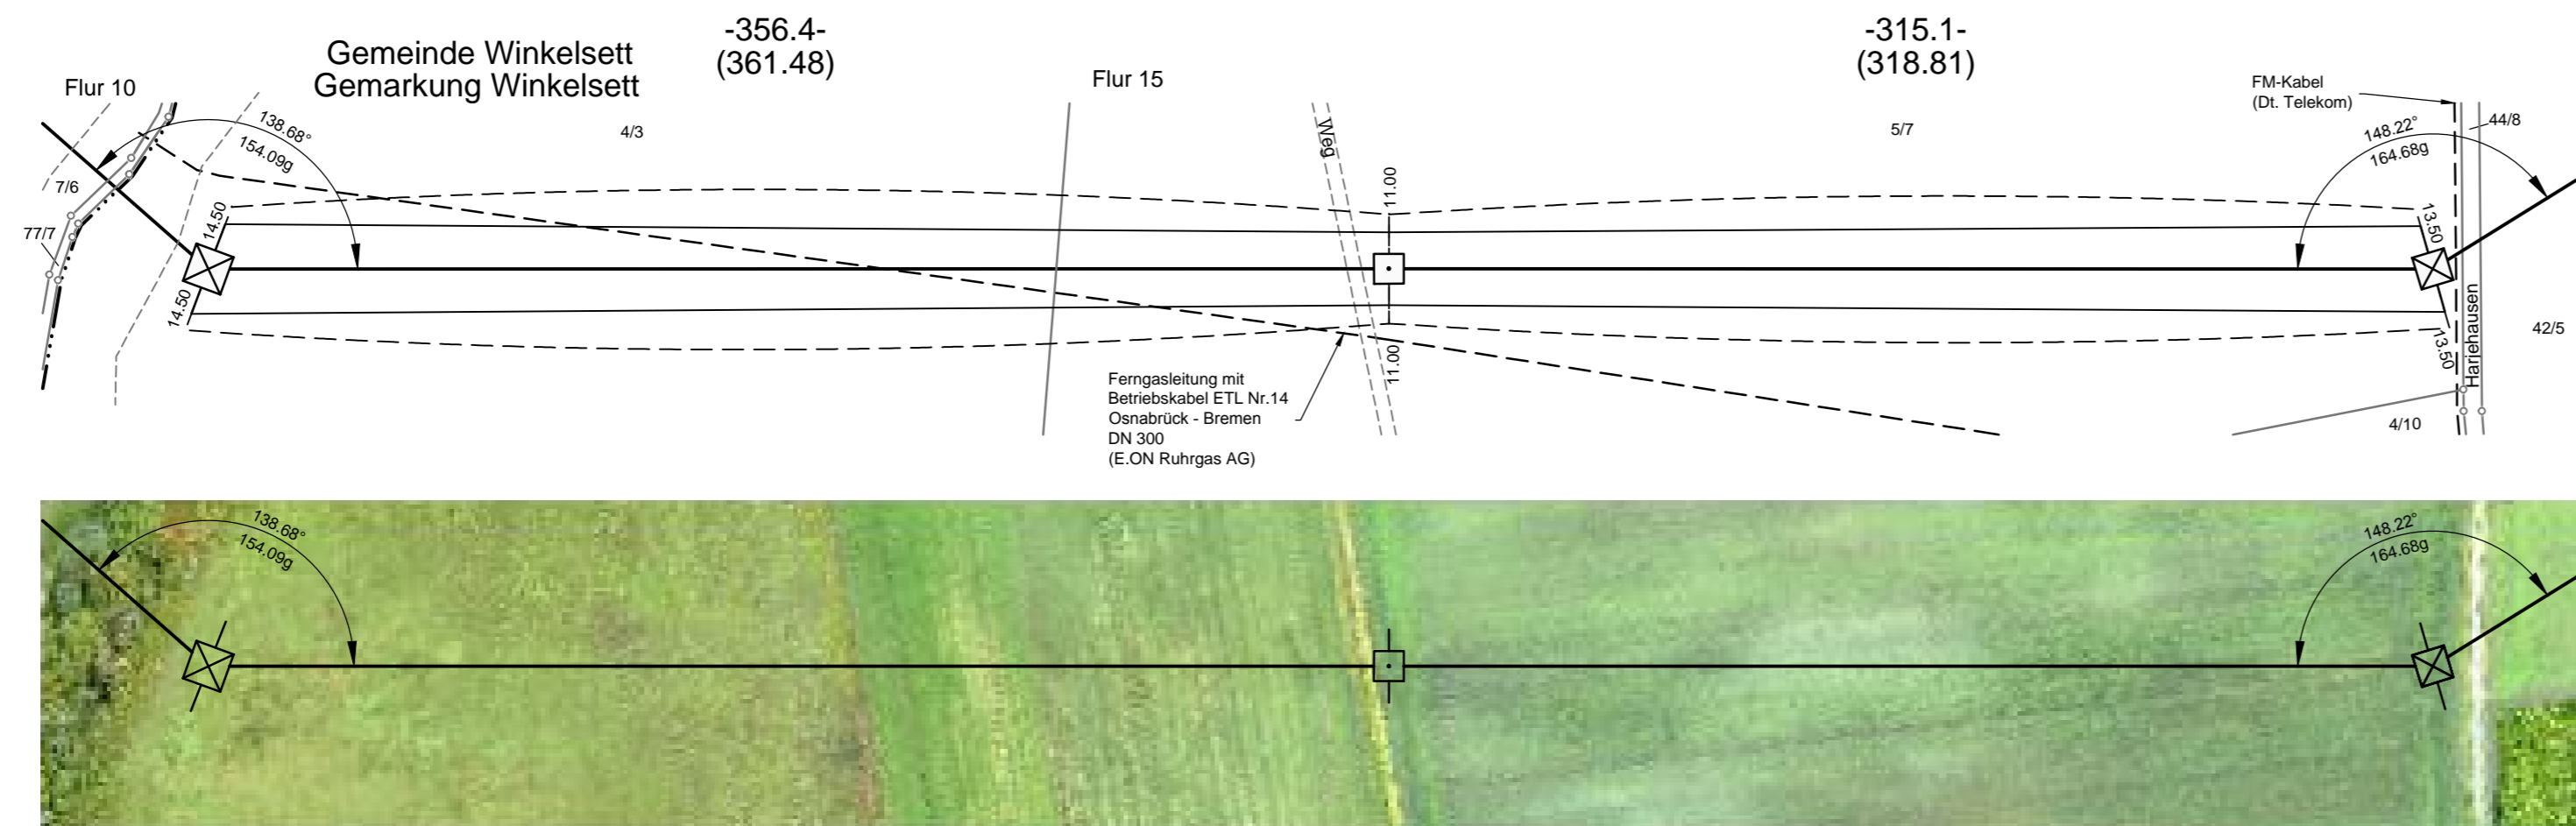 -356.4-
(361.48)
-315.1-
(318.81)
Gemeinde Winkelsett
Gemarkung Winkelsett
Flur 10
Flur 15
FM-Kabel
(Dt. Telekom)
138.68°
154.09g
4/3
Weg
5/7
148.22°
164.68g
44/8
7/6
77/7
14.50
14.50
11.00
11.00
13.50
13.50
Harjehausen
42/5
4/10
Ferngasleitung mit
Betriebskabel ETL Nr.14
Osnabrück - Bremen
DN 300
(E.ON Ruhrgas AG)
138.68°
154.09g
148.22°
164.68g